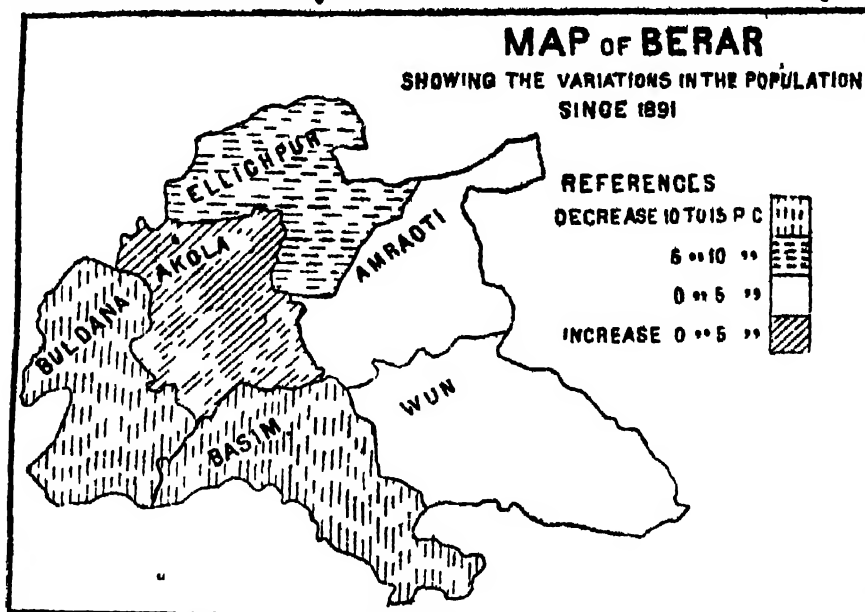 MAP OF BERAR
SHOWING THE VARIATIONS IN THE POPULATION
SINCE 1891
REFERENCES
DECREASE 10 TO 15 P C
5 " 10 "
0 " 5 "
INCREASE 0 " 5 "
ELLICHPUR
AMRAOTI
AKOLA
BULDANA
WUN
BASIM